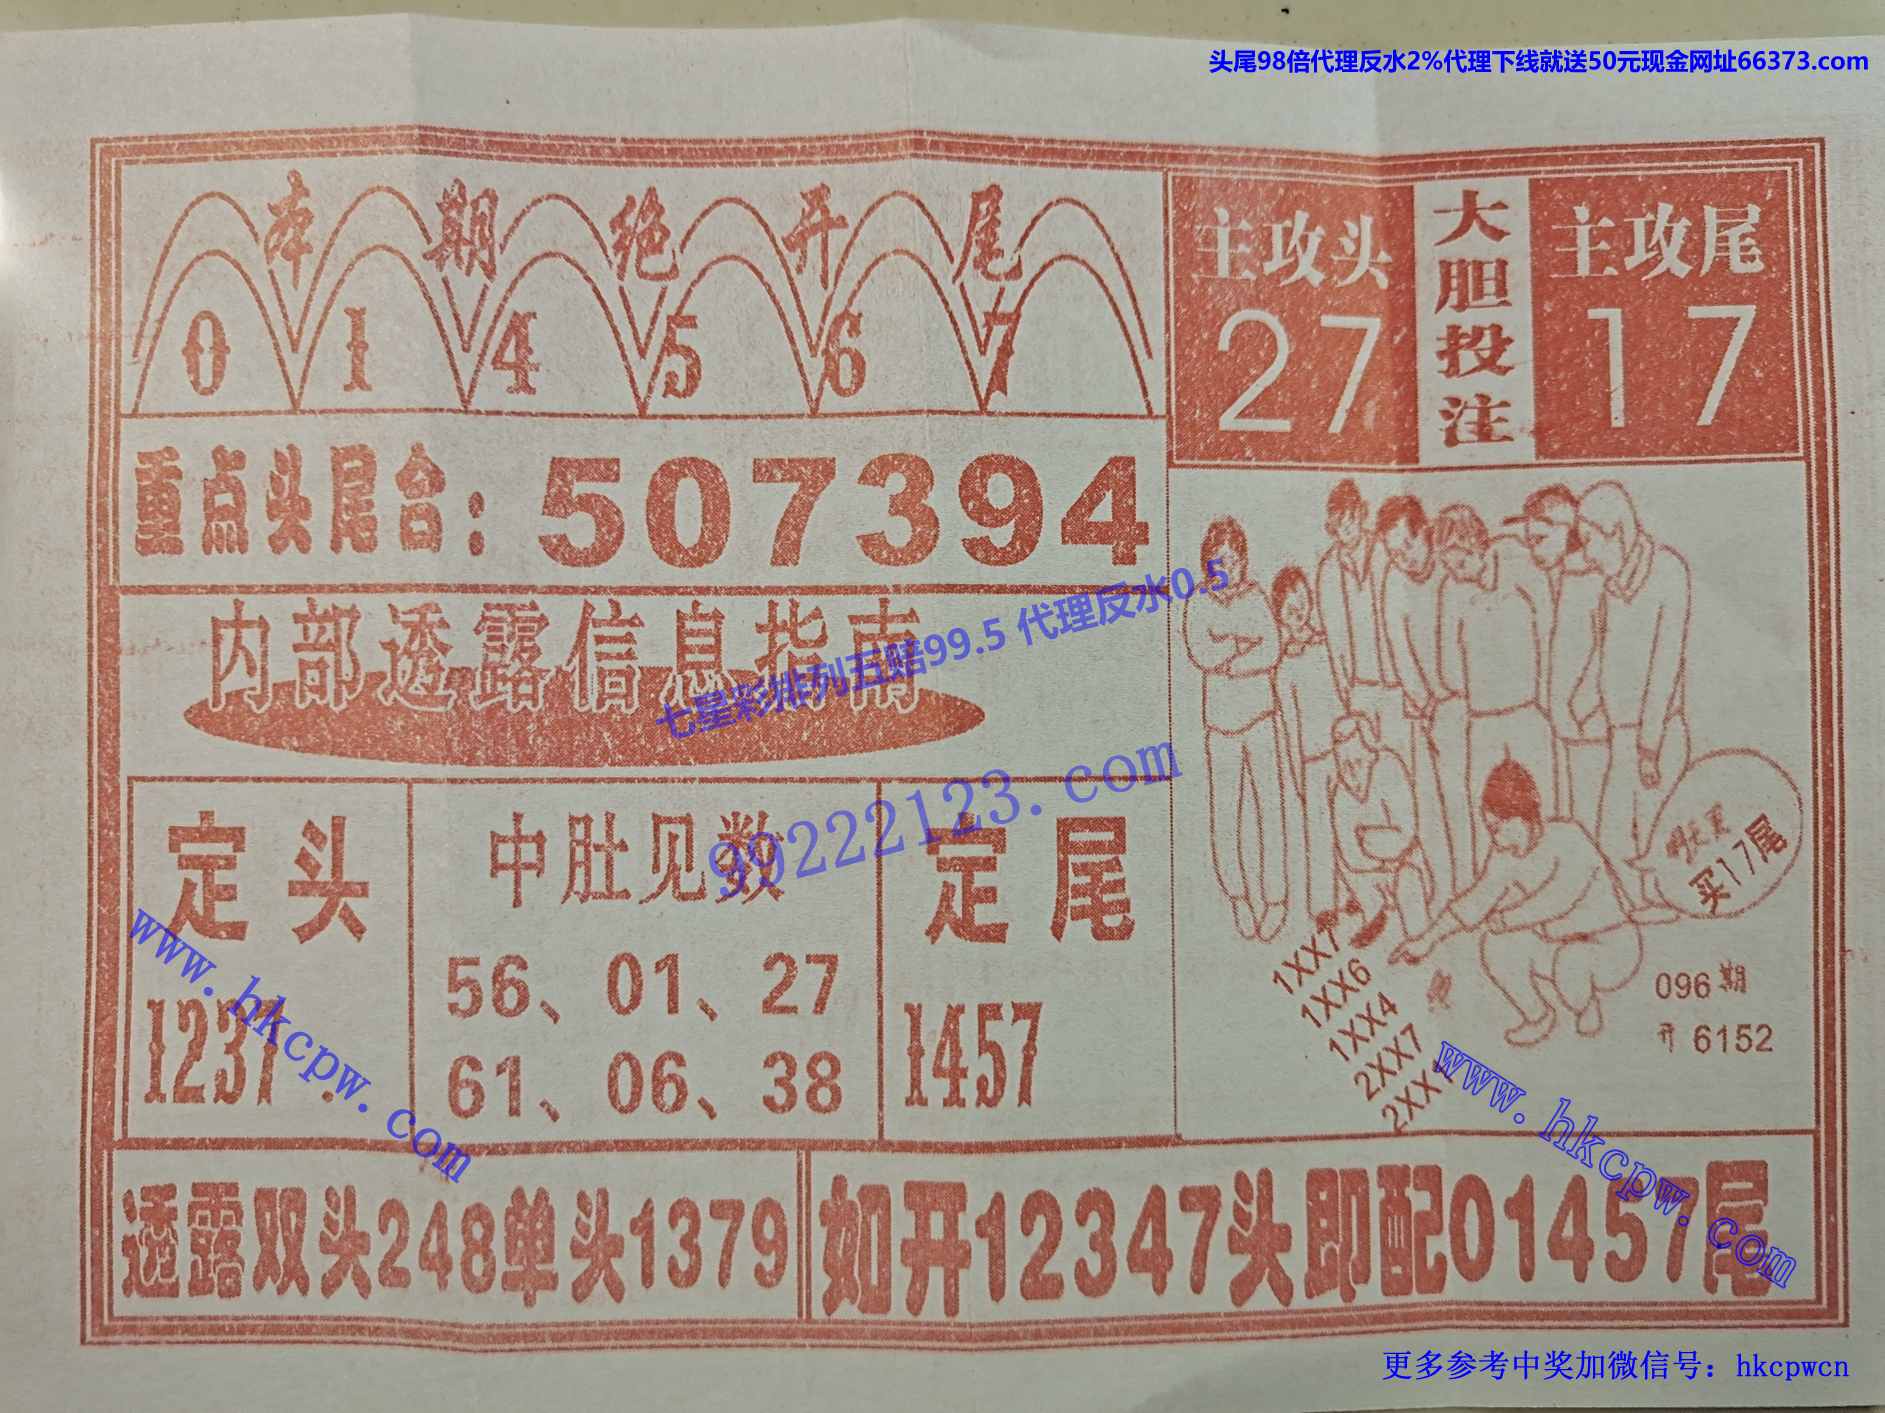 头尾98倍代理反水2%代理下线就送50元现金网址66373.com
本期绝开尾
0 1 4 5 6 7
主攻头
27
大胆投注
主攻尾
17
重点头尾合：507394
内部透露信息指南
七星彩排列五赔99.5 代理反水0.5
99222123.com
定头
1237
中肚见数
56、01、27
61、06、38
定尾
1457
买17尾
1XX7
1XX6
1XX4
2XX7
096期
开6152
www.hkcpw.com
www.hkcpw.com
透露双头248单头1379
如开12347头即配01457尾
更多参考中奖加微信号：hkcpwcn